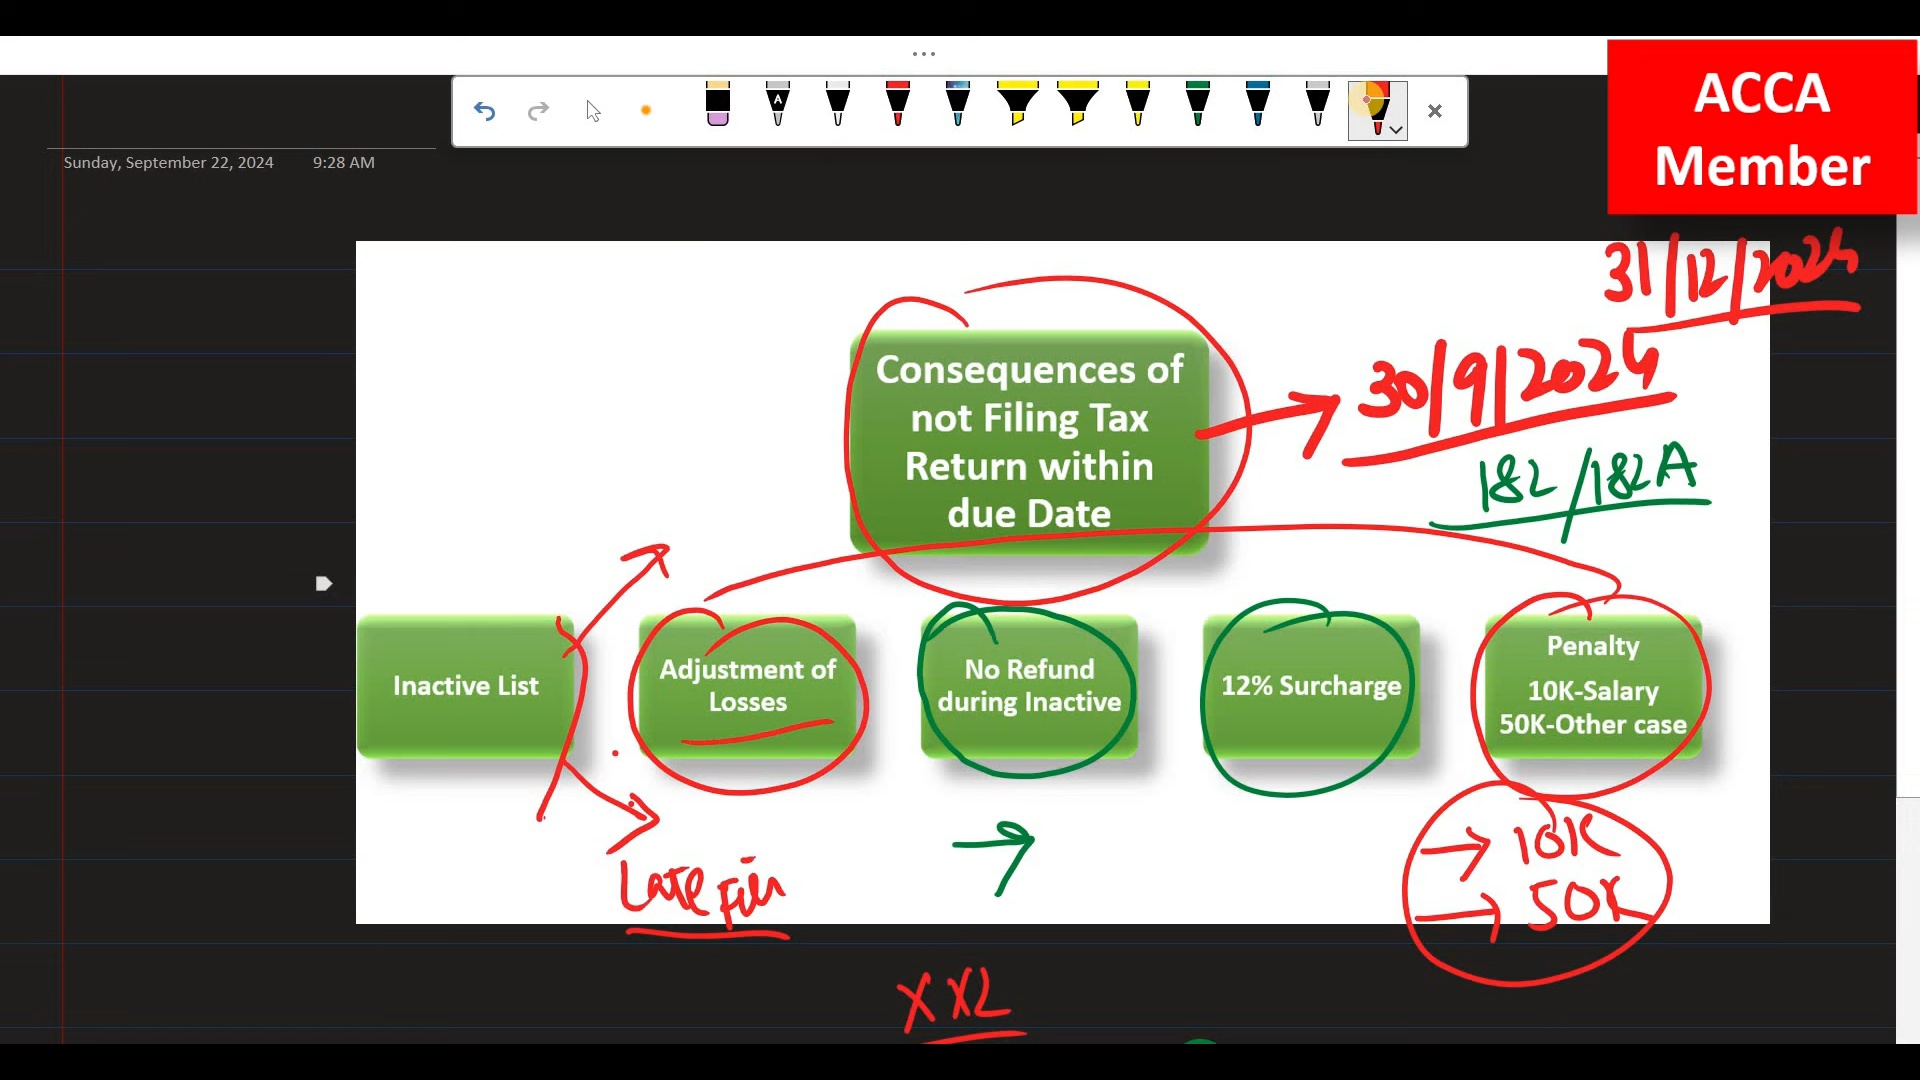 ACCA
Member
Sunday, September 22, 2024 9:28 AM
31/12/2024
Consequences of
not Filing Tax
Return within
due Date
30/9/2024
182/182A
Inactive List
Adjustment of
Losses
No Refund
during Inactive
12% Surcharge
Penalty
10K-Salary
50K-Other case
10K
50K
Late